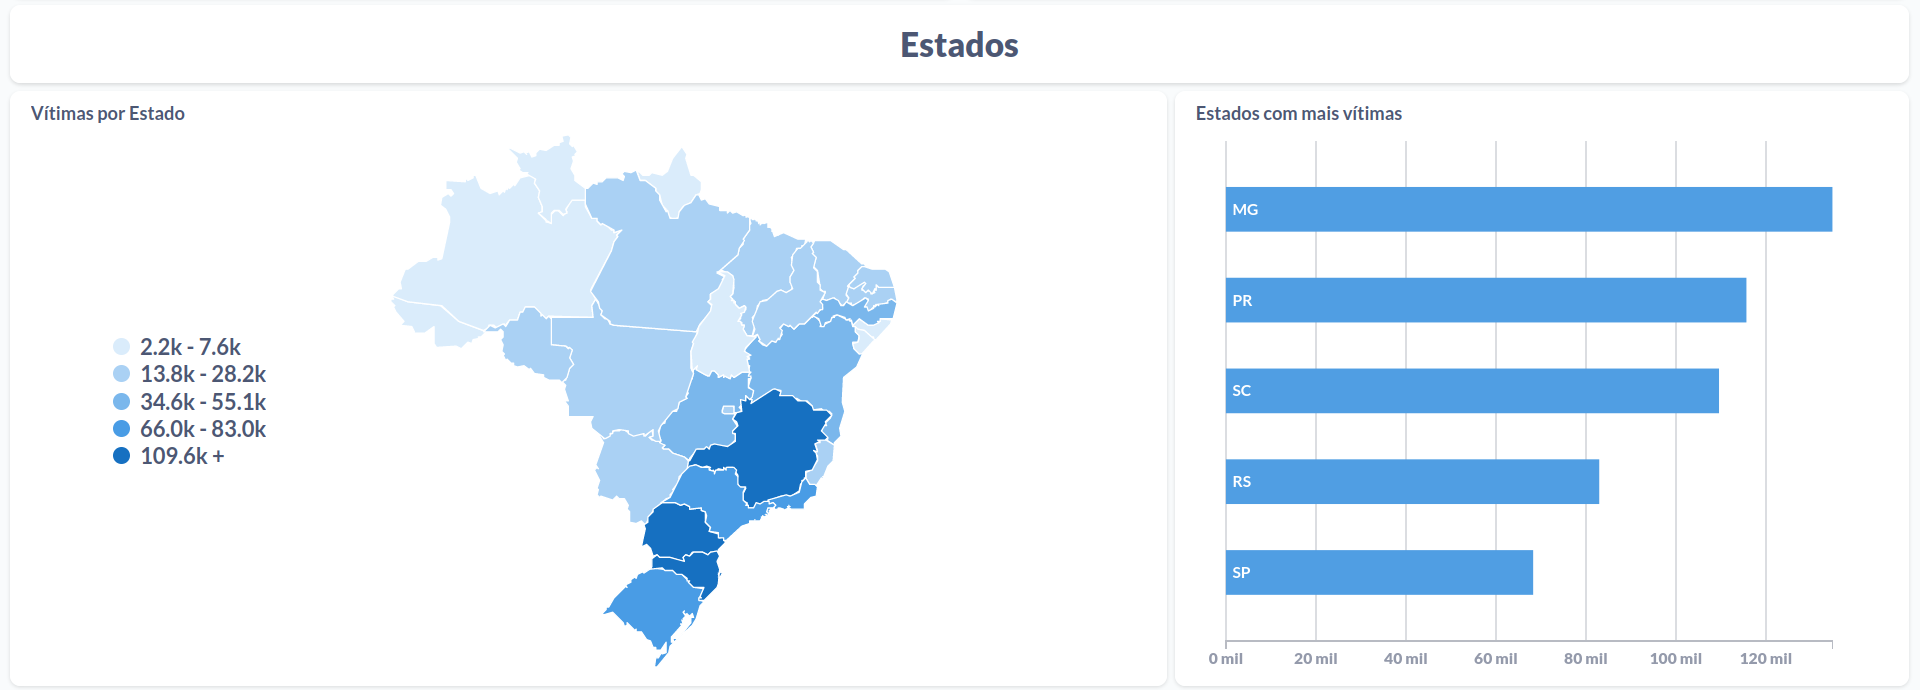 Estados
Vítimas por Estado
2.2k - 7.6k
13.8k - 28.2k
34.6k - 55.1k
66.0k - 83.0k
109.6k +
Estados com mais vítimas
MG
PR
SC
RS
SP
0 mil 20 mil 40 mil 60 mil 80 mil 100 mil 120 mil